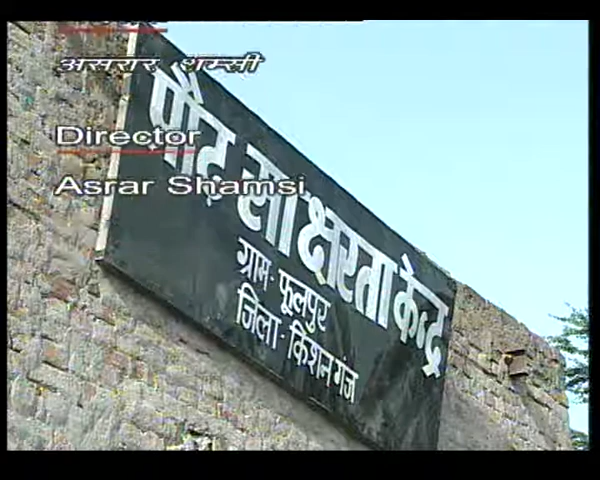 असरार शम्सी
Director
Asrar Shamsi
प्रौढ़ साक्षरता केन्द्र
ग्राम- फूलपुर
जिला- किशनगंज